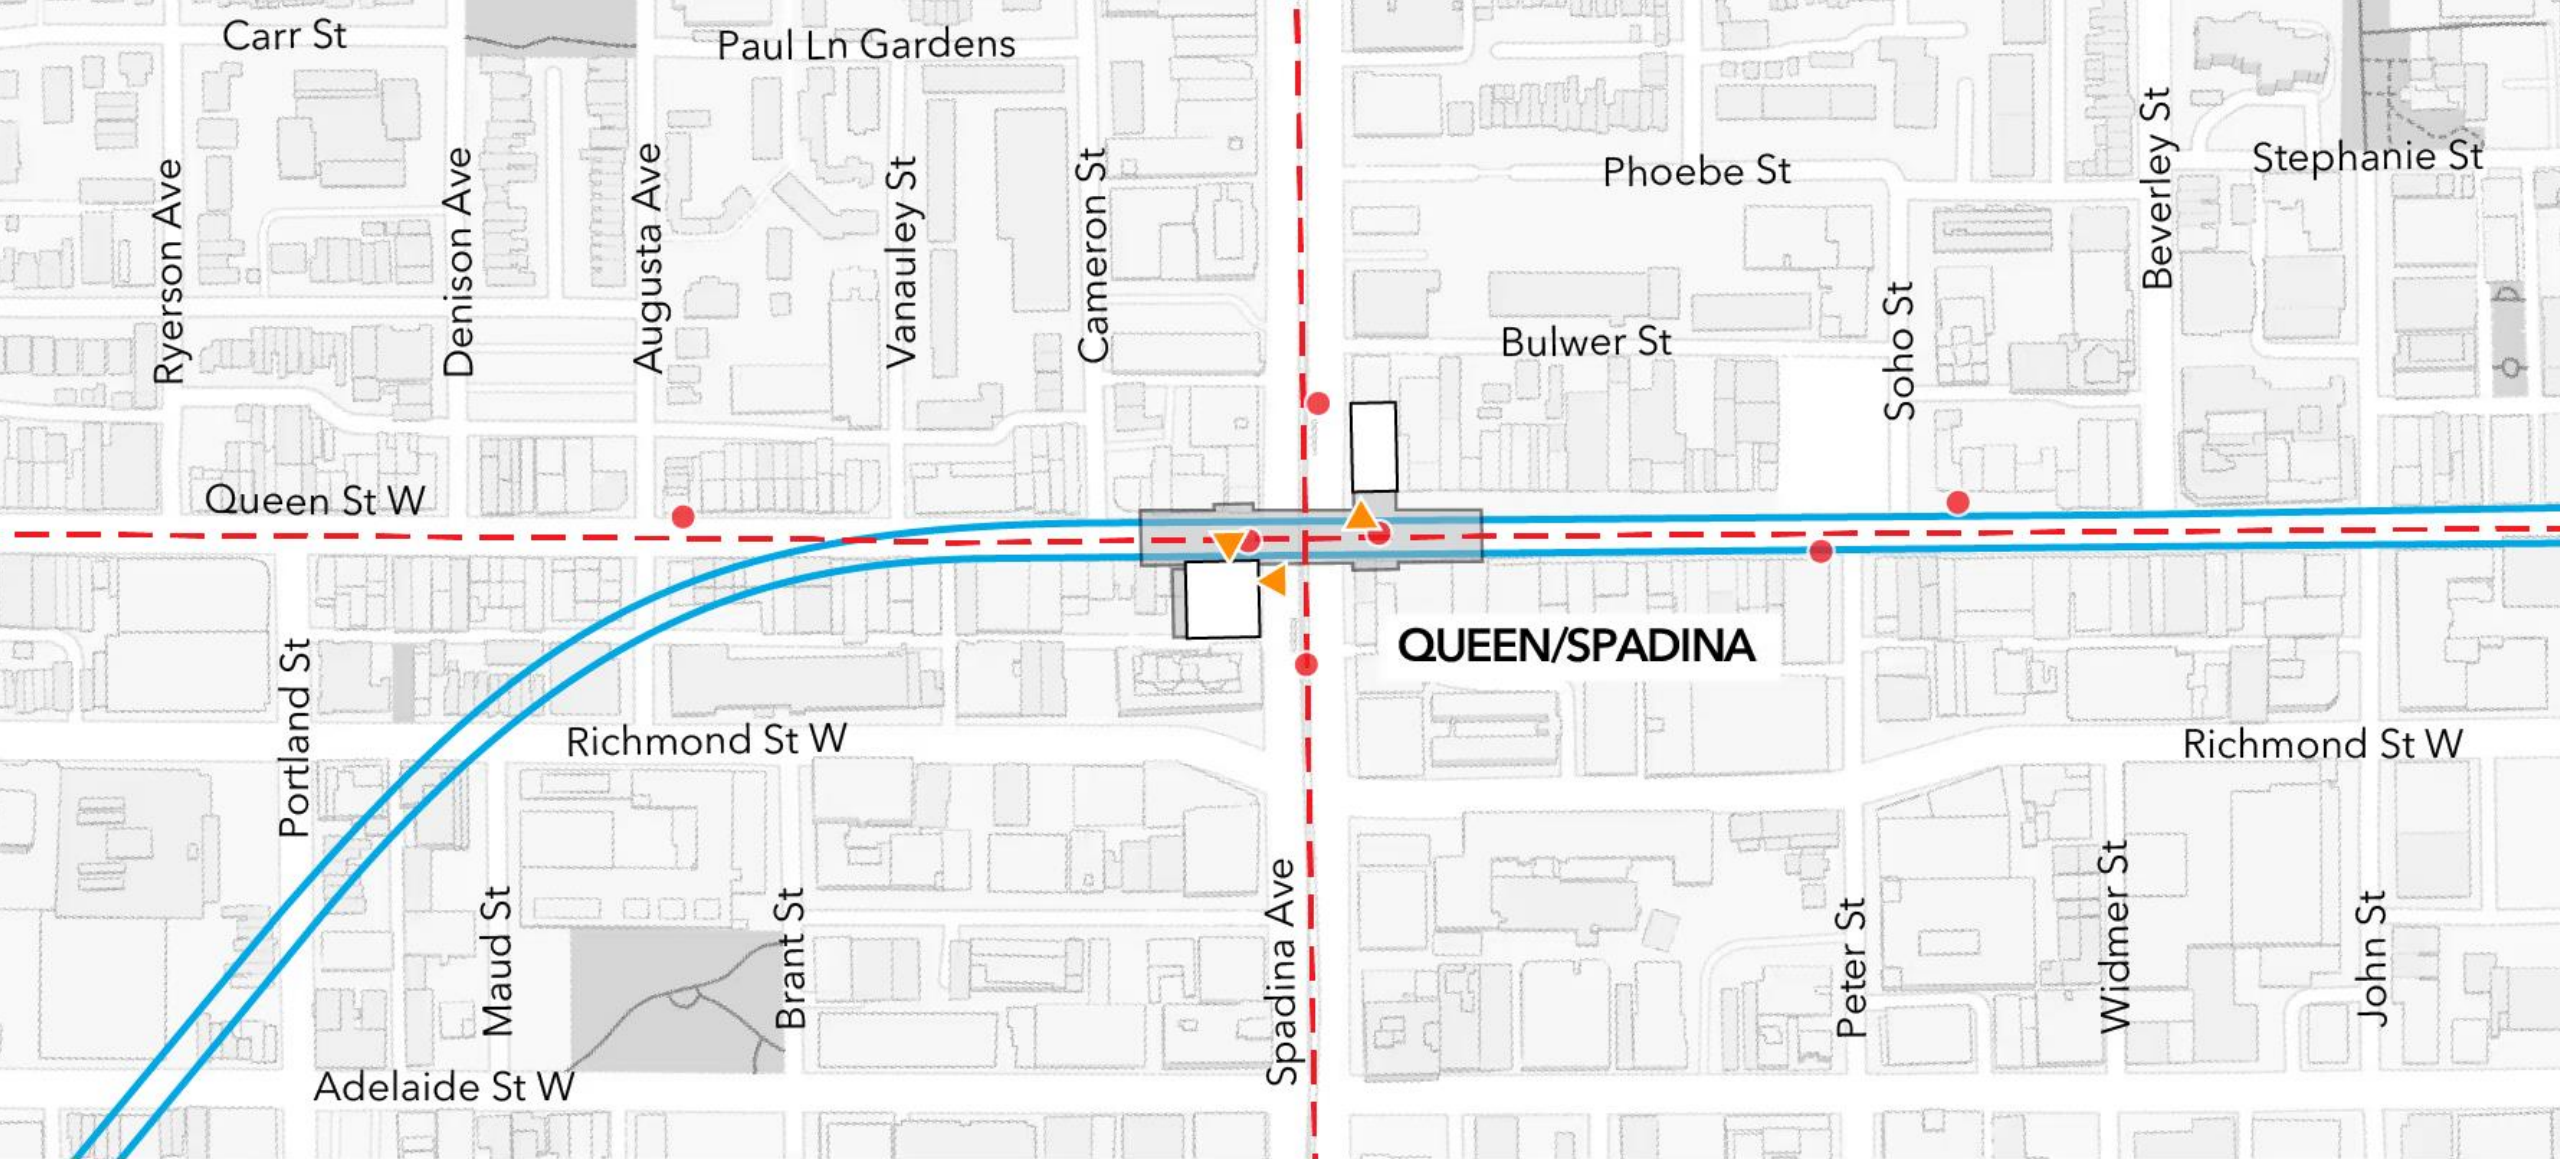 Carr St
Paul Ln Gardens
Ryerson Ave
Denison Ave
Augusta Ave
Vanauley St
Cameron St
Phoebe St
Beverley St
Stephanie St
Bulwer St
Soho St
Queen St W
QUEEN/SPADINA
Portland St
Richmond St W
Richmond St W
Maud St
Brant St
Spadina Ave
Peter St
Widmer St
John St
Adelaide St W